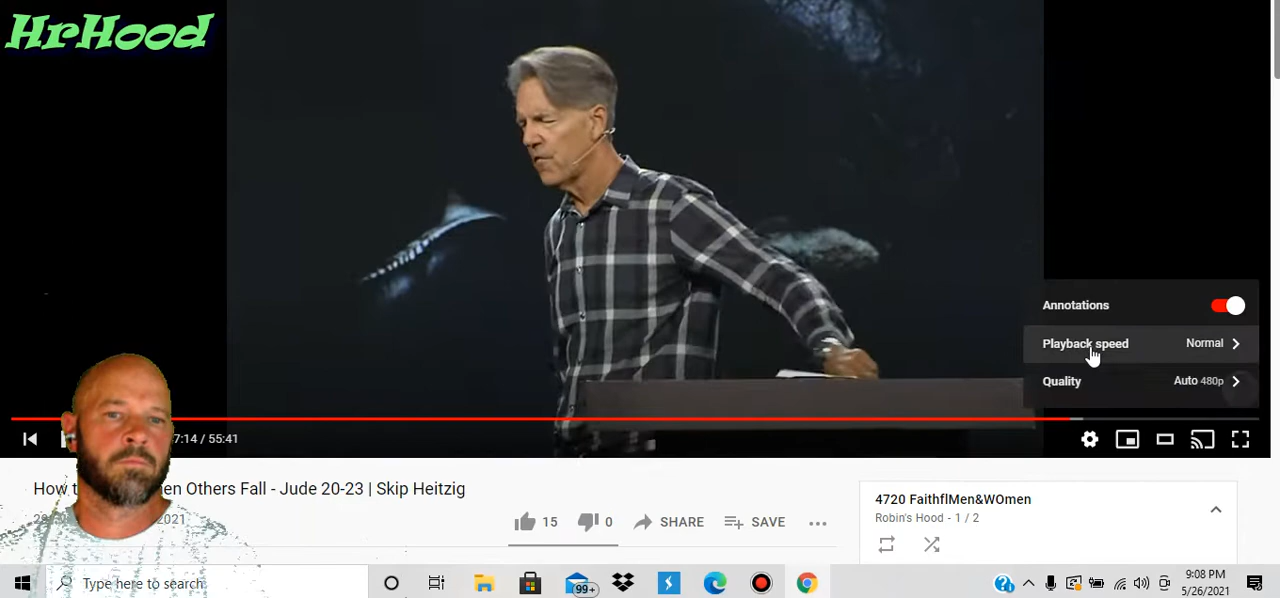 HrHood
Annotations
Playback speed Normal
Quality Auto 480p
7:14 / 55:41
How t en Others Fall - Jude 20-23 | Skip Heitzig
2021
15 0 SHARE SAVE
4720 FaithflMen&WOmen
Robin's Hood - 1 / 2
Type here to search
99+
9:08 PM
5/26/2021